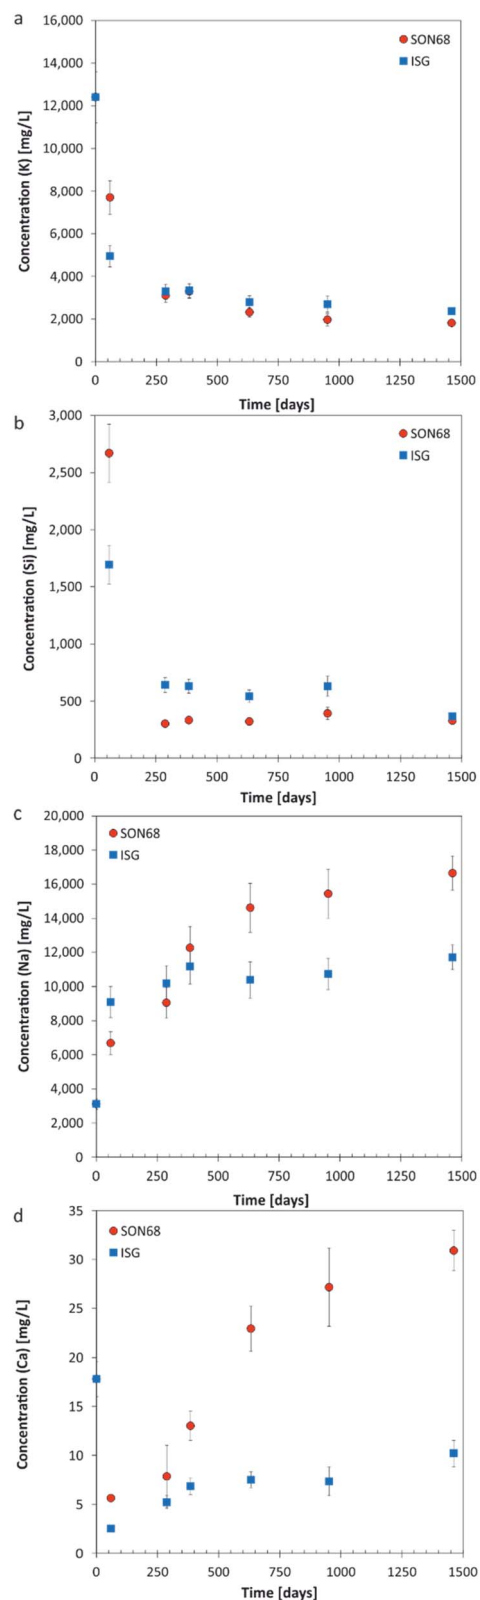 a
16,000
14,000
12,000
10,000
8,000
6,000
4,000
2,000
0
Concentration (K) [mg/L]
SON68
ISG
0 250 500 750 1000 1250 1500
Time [days]
b
3,000
2,500
2,000
1,500
1,000
500
0
Concentration (Si) [mg/L]
SON68
ISG
0 250 500 750 1000 1250 1500
Time [days]
c
20,000
18,000
16,000
14,000
12,000
10,000
8,000
6,000
4,000
2,000
0
Concentration (Na) [mg/L]
SON68
ISG
0 250 500 750 1000 1250 1500
Time [days]
d
35
30
25
20
15
10
5
0
Concentration (Ca) [mg/L]
SON68
ISG
0 250 500 750 1000 1250 1500
Time [days]